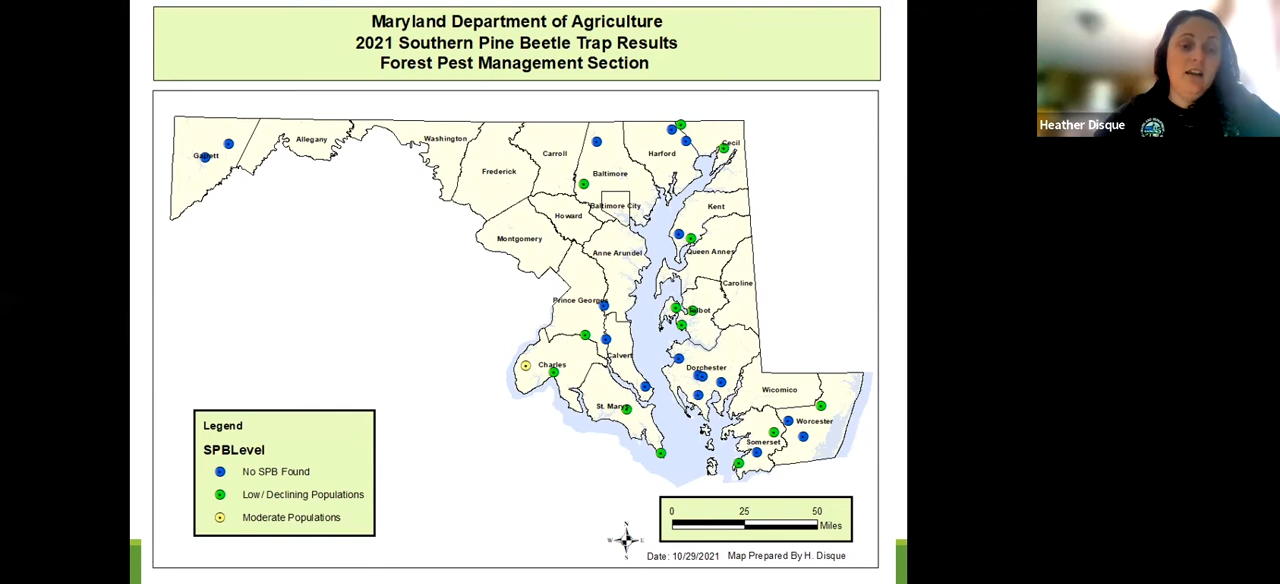 Maryland Department of Agriculture
2021 Southern Pine Beetle Trap Results
Forest Pest Management Section
Heather Disque
Garrett
Allegany
Washington
Frederick
Carroll
Baltimore
Harford
Cecil
Baltimore City
Howard
Montgomery
Kent
Anne Arundel
Queen Annes
Caroline
Prince Georges
Talbot
Calvert
Charles
Dorchester
St. Marys
Wicomico
Worcester
Somerset
Legend
SPBLevel
No SPB Found
Low/ Declining Populations
Moderate Populations
0 25 50
Miles
N
W E
S
Date: 10/29/2021 Map Prepared By H. Disque